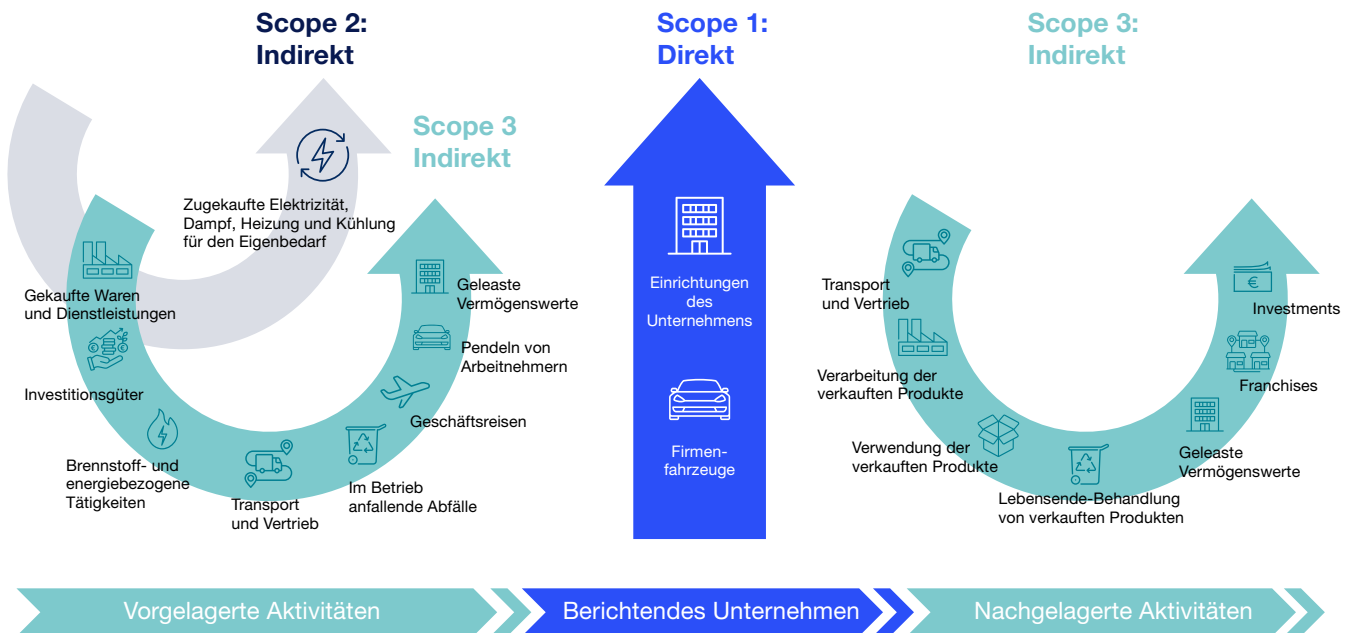 Scope 2:
Indirekt
Zugekaufte Elektrizität,
Dampf, Heizung und Kühlung
für den Eigenbedarf
Scope 3
Indirekt
Gekaufte Waren
und Dienstleistungen
Investitionsgüter
Brennstoff- und
energiebezogene
Tätigkeiten
Transport
und Vertrieb
Im Betrieb
anfallende Abfälle
Geschäftsreisen
Pendeln von
Arbeitnehmern
Geleaste
Vermögenswerte
Scope 1:
Direkt
Einrichtungen
des
Unternehmens
Firmen-
fahrzeuge
Scope 3:
Indirekt
Transport
und Vertrieb
Verarbeitung der
verkauften Produkte
Verwendung der
verkauften Produkte
Lebensende-Behandlung
von verkauften Produkten
Geleaste
Vermögenswerte
Franchises
€
Investments
Vorgelagerte Aktivitäten
Berichtendes Unternehmen
Nachgelagerte Aktivitäten